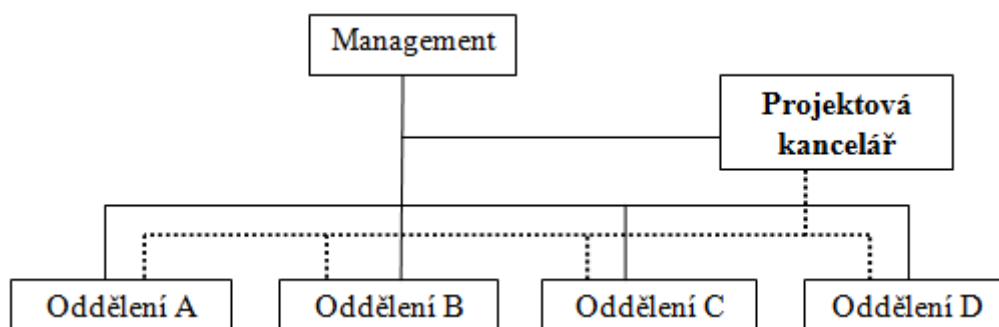 Management
Projektová
kancelář
Oddělení A
Oddělení B
Oddělení C
Oddělení D